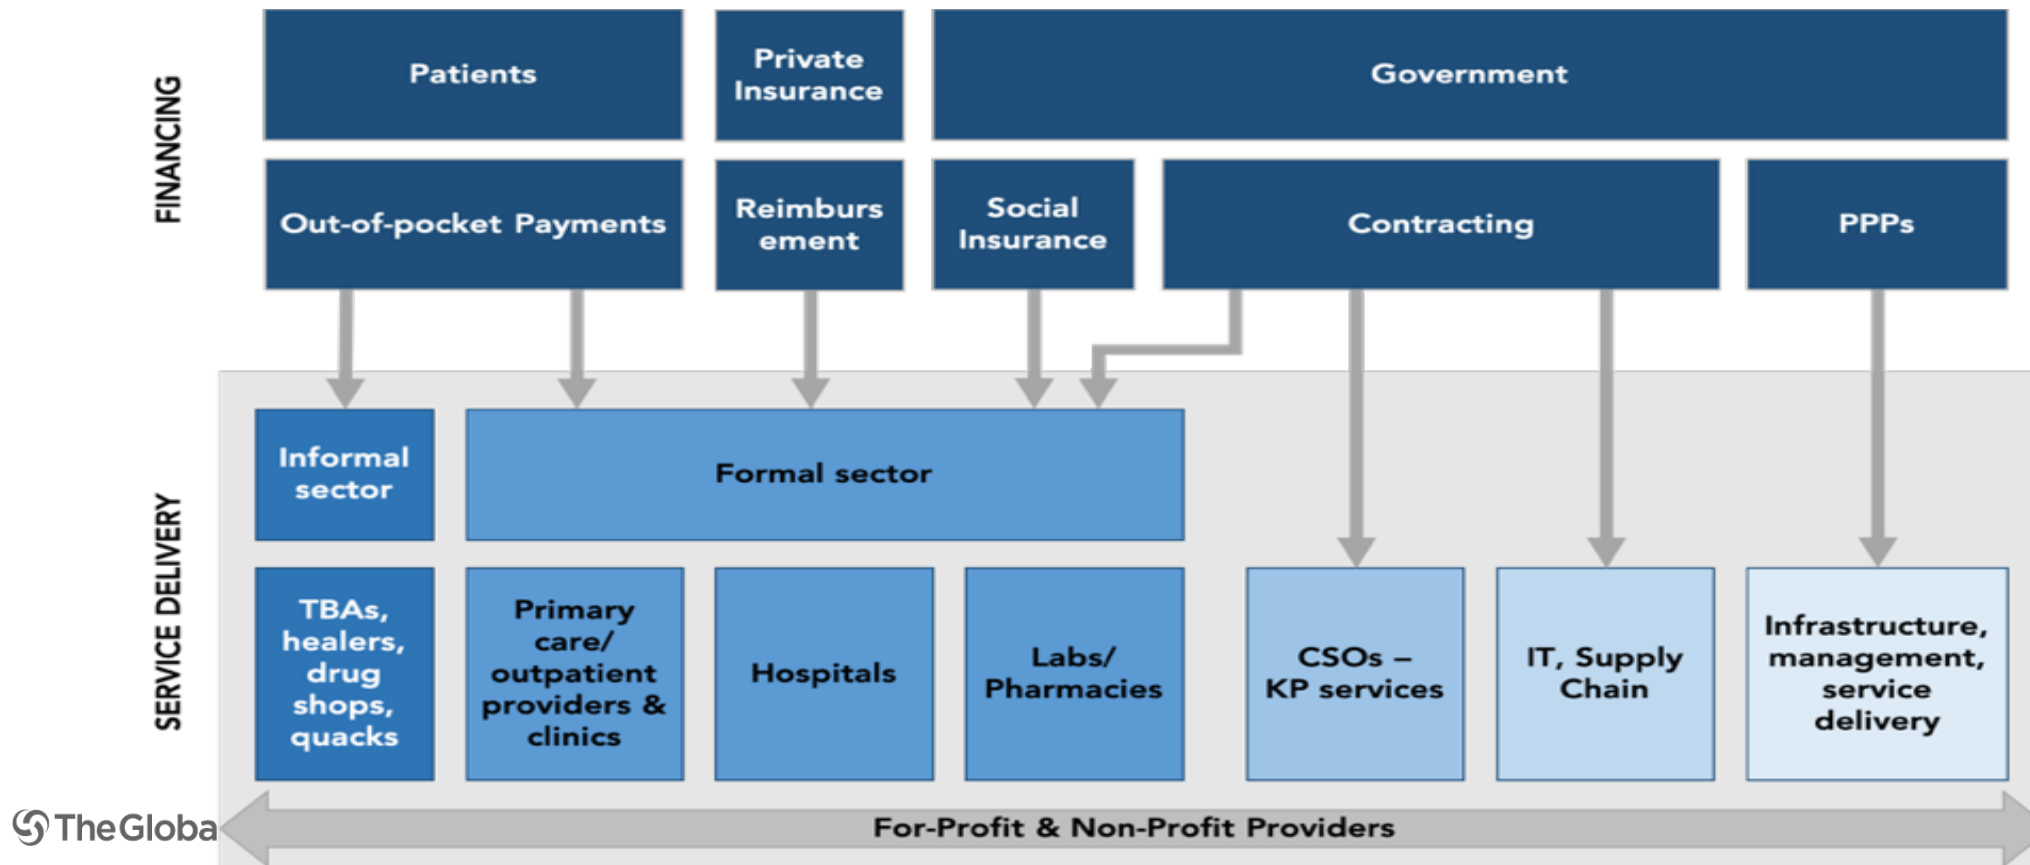 FINANCING
Patients
Private
Insurance
Government
Out-of-pocket Payments
Reimburs
ement
Social
Insurance
Contracting
PPPs
SERVICE DELIVERY
Informal
sector
Formal sector
TBAs,
healers,
drug
shops,
quacks
Primary
care/
outpatient
providers &
clinics
Hospitals
Labs/
Pharmacies
CSOs –
KP services
IT, Supply
Chain
Infrastructure,
management,
service
delivery
TheGloba
For-Profit & Non-Profit Providers